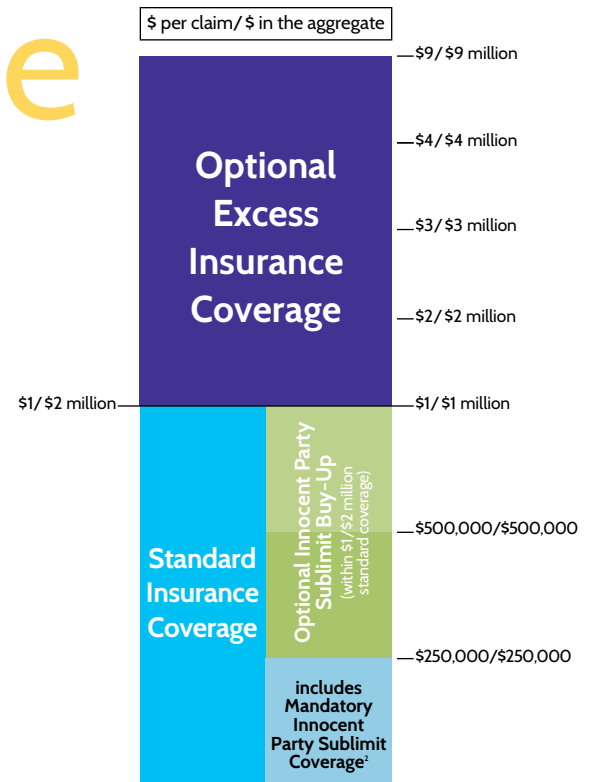 $ per claim/ $ in the aggregate
e
$9/ $9 million
$4/ $4 million
Optional
Excess
Insurance
Coverage
$3/ $3 million
$2/ $2 million
$1/ $2 million
$1/ $1 million
Optional Innocent Party
Sublimit Buy-Up
(within $1/$2 million
standard coverage)
$500,000/$500,000
Standard
Insurance
Coverage
$250,000/$250,000
includes
Mandatory
Innocent
Party Sublimit
Coverage²